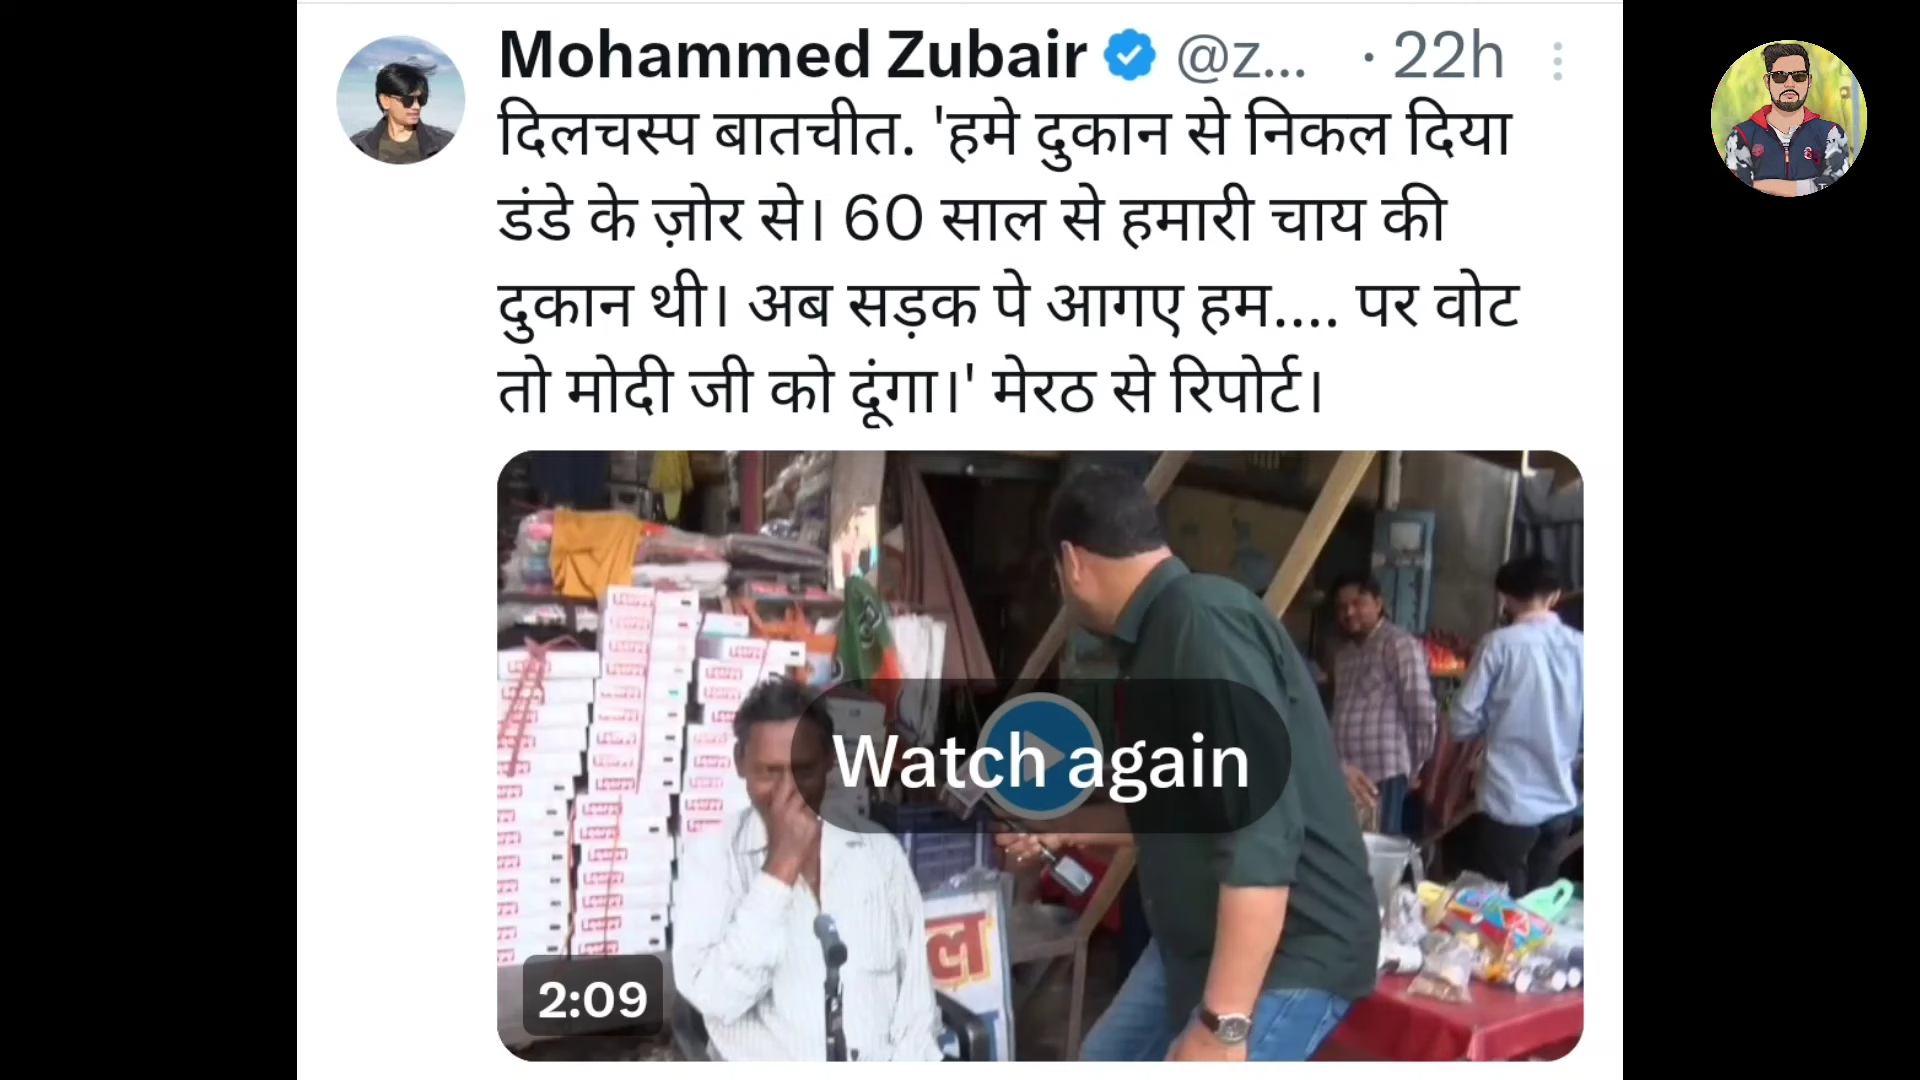 Mohammed Zubair @z... · 22h
दिलचस्प बातचीत. 'हमे दुकान से निकल दिया
डंडे के ज़ोर से। 60 साल से हमारी चाय की
दुकान थी। अब सड़क पे आगए हम.... पर वोट
तो मोदी जी को दूंगा।' मेरठ से रिपोर्ट।
Watch again
ल
2:09